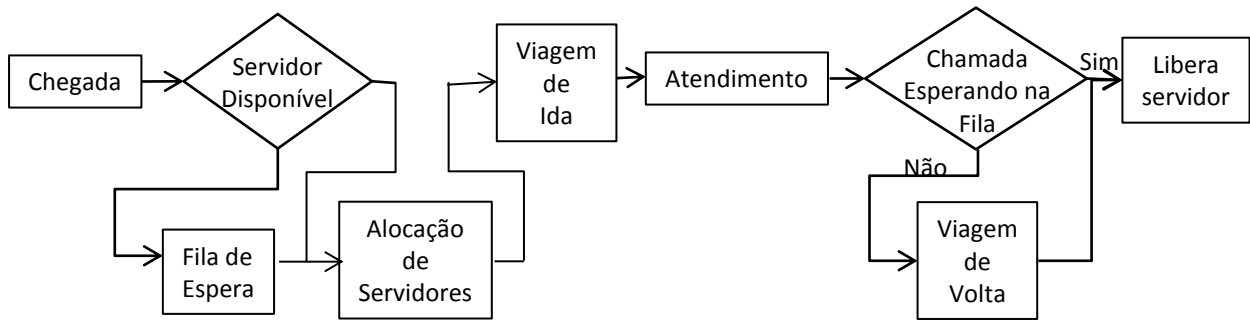 Chegada
Servidor
Disponível
Fila de
Espera
Alocação
de
Servidores
Viagem
de
Ida
Atendimento
Chamada
Esperando na
Fila
Sim
Não
Viagem
de
Volta
Libera
servidor